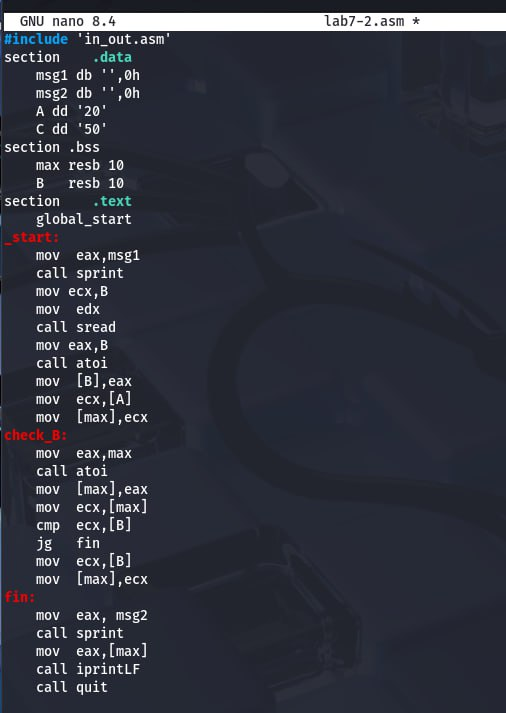 GNU nano 8.4 lab7-2.asm *
#include 'in_out.asm'
section .data
msg1 db '',0h
msg2 db '',0h
A dd '20'
C dd '50'
section .bss
max resb 10
B resb 10
section .text
global_start
_start:
mov eax,msg1
call sprint
mov ecx,B
mov edx
call sread
mov eax,B
call atoi
mov [B],eax
mov ecx,[A]
mov [max],ecx
check_B:
mov eax,max
call atoi
mov [max],eax
mov ecx,[max]
cmp ecx,[B]
jg fin
mov ecx,[B]
mov [max],ecx
fin:
mov eax, msg2
call sprint
mov eax,[max]
call iprintLF
call quit